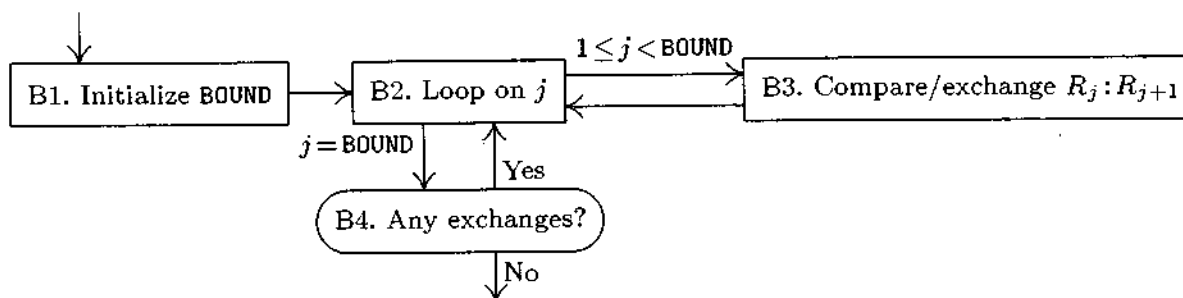 1 ≤ j < BOUND
B1. Initialize BOUND
B2. Loop on j
B3. Compare/exchange R_j : R_{j+1}
j = BOUND
Yes
B4. Any exchanges?
No